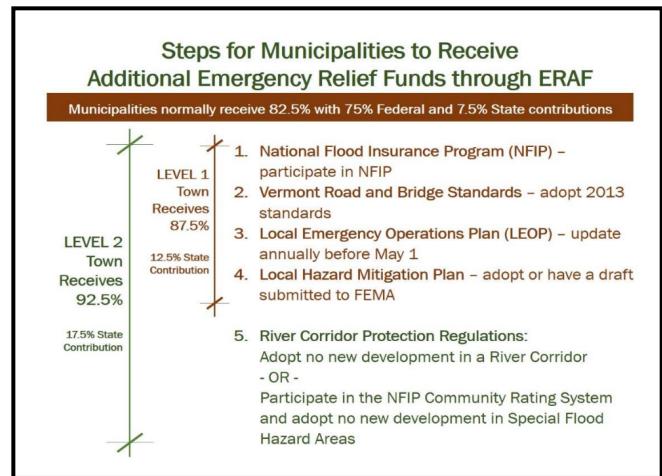 Steps for Municipalities to Receive
Additional Emergency Relief Funds through ERAF
Municipalities normally receive 82.5% with 75% Federal and 7.5% State contributions
LEVEL 1
Town
Receives
87.5%
12.5% State
Contribution
LEVEL 2
Town
Receives
92.5%
17.5% State
Contribution
1. National Flood Insurance Program (NFIP) –
participate in NFIP
2. Vermont Road and Bridge Standards – adopt 2013
standards
3. Local Emergency Operations Plan (LEOP) – update
annually before May 1
4. Local Hazard Mitigation Plan – adopt or have a draft
submitted to FEMA
5. River Corridor Protection Regulations:
Adopt no new development in a River Corridor
- OR -
Participate in the NFIP Community Rating System
and adopt no new development in Special Flood
Hazard Areas